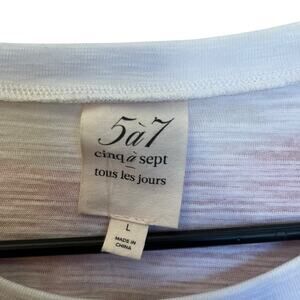 5à7
cinq à sept
tous les jours
L
MADE IN
CHINA